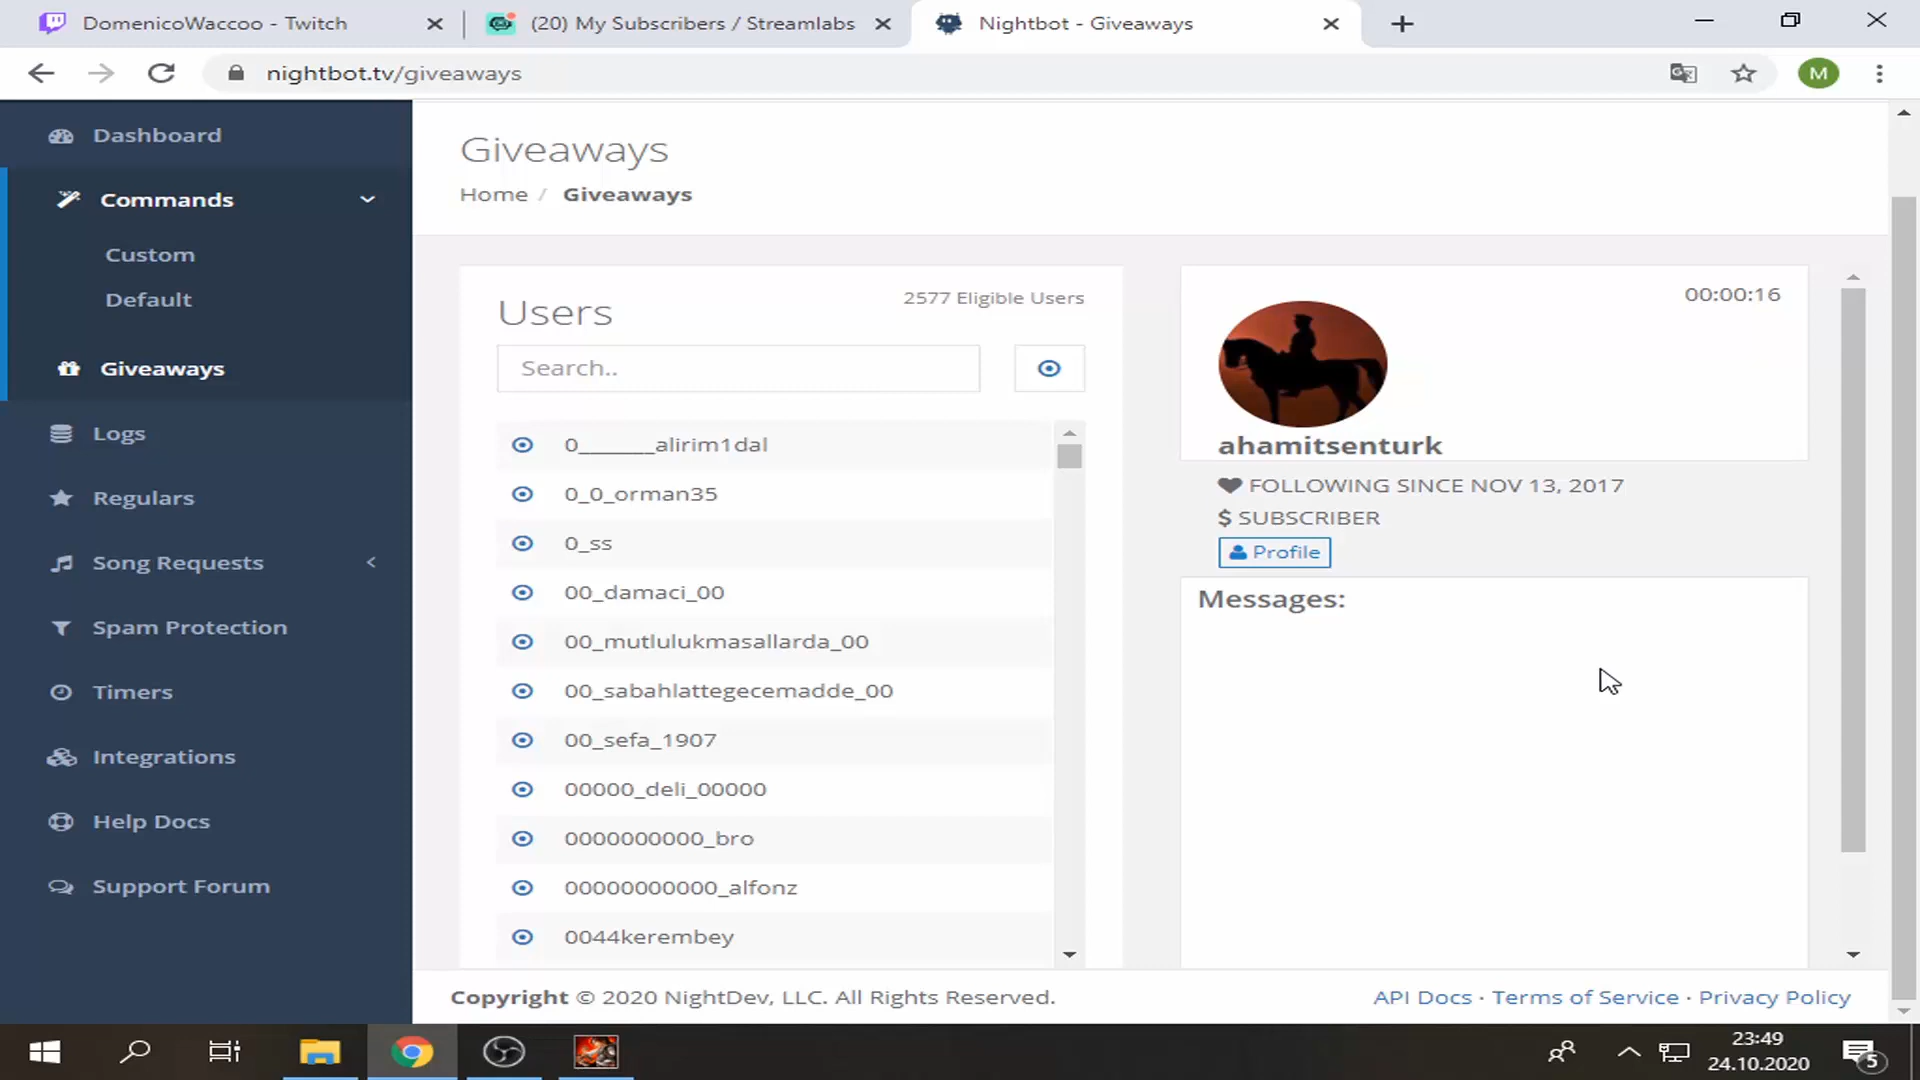 DomenicoWaccoo - Twitch
(20) My Subscribers / Streamlabs
Nightbot - Giveaways
nightbot.tv/giveaways
M
Dashboard
Commands
Custom
Default
Giveaways
Logs
Regulars
Song Requests
Spam Protection
Timers
Integrations
Help Docs
Support Forum
Giveaways
Home / Giveaways
Users
2577 Eligible Users
Search..
0______alirim1dal
0_0_orman35
0_ss
00_damaci_00
00_mutlulukmasallarda_00
00_sabahlattegecemadde_00
00_sefa_1907
00000_deli_00000
0000000000_bro
00000000000_alfonz
0044kerembey
00:00:16
ahamitsenturk
FOLLOWING SINCE NOV 13, 2017
$ SUBSCRIBER
Profile
Messages:
Copyright © 2020 NightDev, LLC. All Rights Reserved.
API Docs · Terms of Service · Privacy Policy
23:49
24.10.2020
5